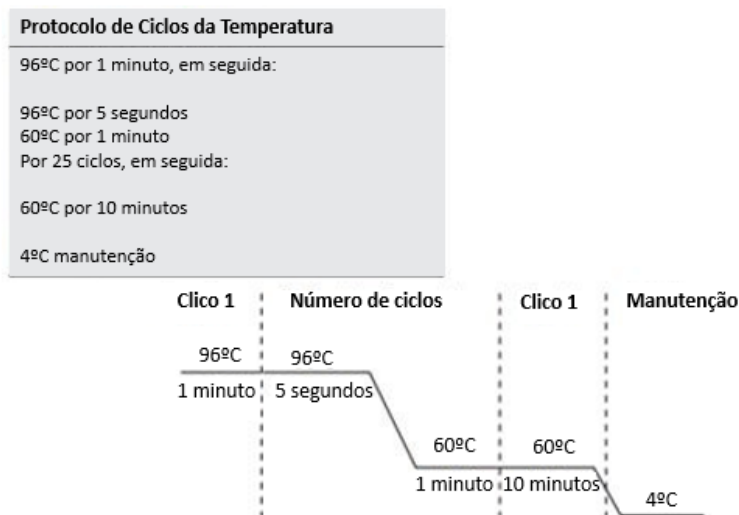 Protocolo de Ciclos da Temperatura
96ºC por 1 minuto, em seguida:
96ºC por 5 segundos
60ºC por 1 minuto
Por 25 ciclos, em seguida:
60ºC por 10 minutos
4ºC manutenção
Clico 1 Número de ciclos Clico 1 Manutenção
96ºC 96ºC
1 minuto 5 segundos
60ºC 60ºC
1 minuto 10 minutos
4ºC